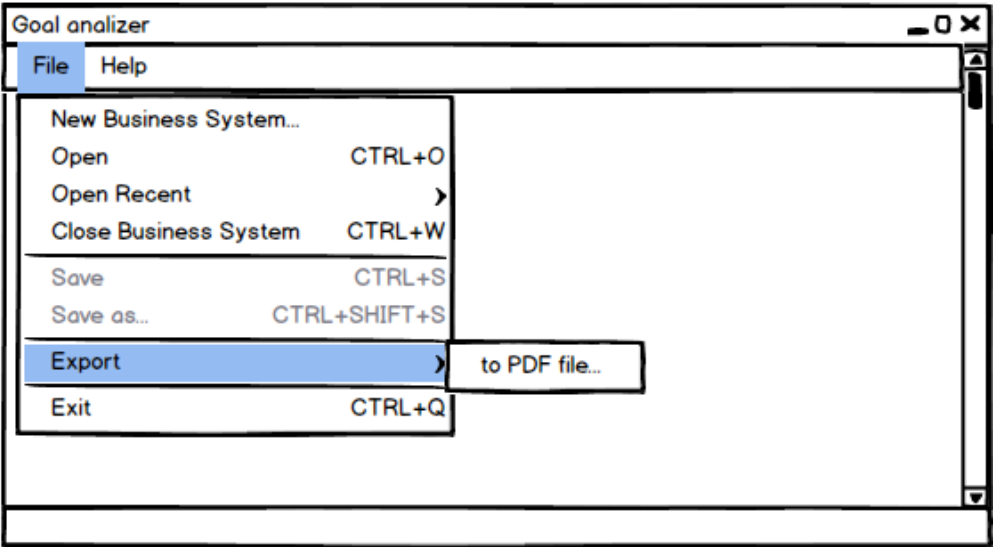 Goal analizer
File Help
New Business System...
Open CTRL+O
Open Recent
Close Business System CTRL+W
Save CTRL+S
Save as... CTRL+SHIFT+S
Export to PDF file...
Exit CTRL+Q